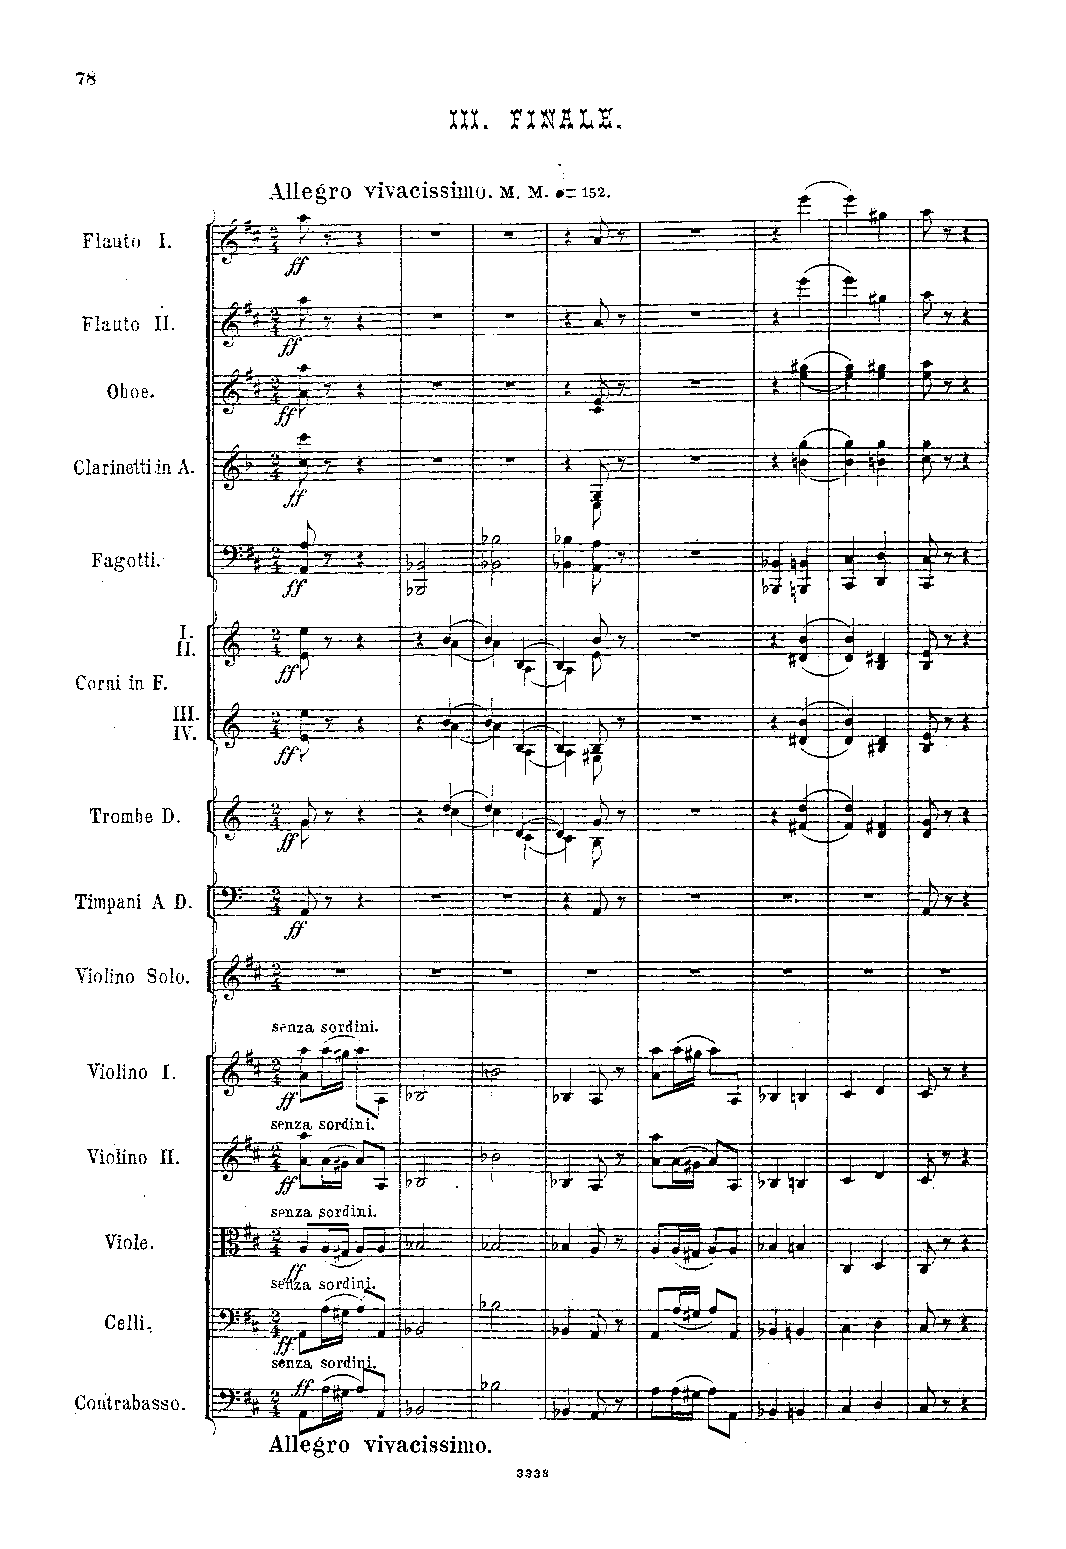 78
III. FINALE.
Allegro vivacissimo. M. M. ♩= 152.
Flauto I.
ff
Flauto II.
ff
Oboe.
ff
Clarinetti in A.
ff
Fagotti.
ff
I.
II.
ff
Corni in F.
III.
IV.
ff
Trombe D.
ff
Timpani A D.
ff
Violino Solo.
senza sordini.
Violino I.
ff
senza sordini.
Violino II.
ff
senza sordini.
Viole.
ff
senza sordini.
Celli.
ff
senza sordini.
ff
Contrabasso.
Allegro vivacissimo.
3338